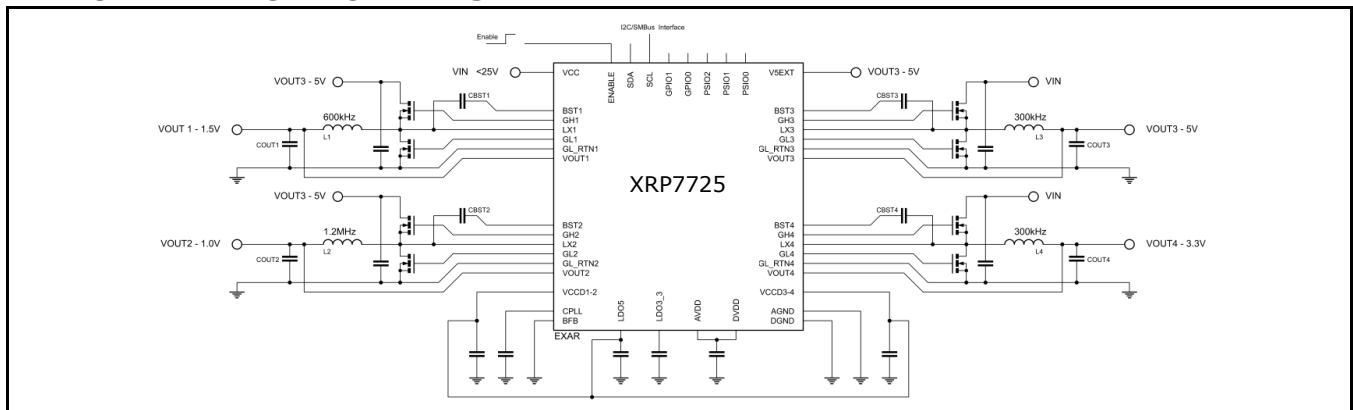 I2C/SMBus Interface
Enable
VIN <25V
VCC
ENABLE
SDA
SCL
GPIO1
GPIO0
PSIO2
PSIO1
PSIO0
V5EXT
VOUT3 - 5V
VOUT3 - 5V
CBST1
BST1
GH1
LX1
GL1
GL_RTN1
VOUT1
600kHz
L1
VOUT 1 - 1.5V
COUT1
VOUT3 - 5V
CBST2
BST2
GH2
LX2
GL2
GL_RTN2
VOUT2
1.2MHz
L2
VOUT2 - 1.0V
COUT2
VCCD1-2
CPLL
BFB
EXAR
XRP7725
LDO5
LDO3_3
AVDD
DVDD
BST3
GH3
LX3
GL3
GL_RTN3
VOUT3
CBST3
VIN
300kHz
L3
VOUT3 - 5V
COUT3
BST4
GH4
LX4
GL4
GL_RTN4
VOUT4
CBST4
VIN
300kHz
L4
VOUT4 - 3.3V
COUT4
VCCD3-4
AGND
DGND